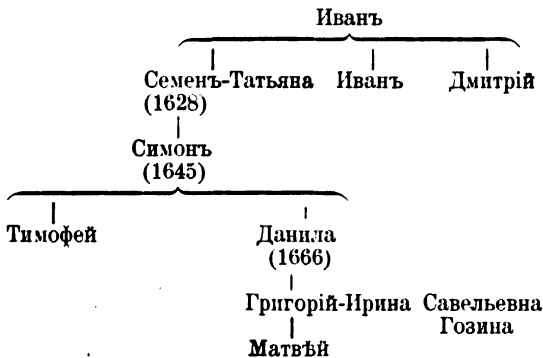 Иванъ
Семенъ-Татьяна Иванъ Дмитрій
(1628)
Симонъ
(1645)
Тимофей Данила
(1666)
Григорій-Ирина Савельевна
Гозина
Матвѣй